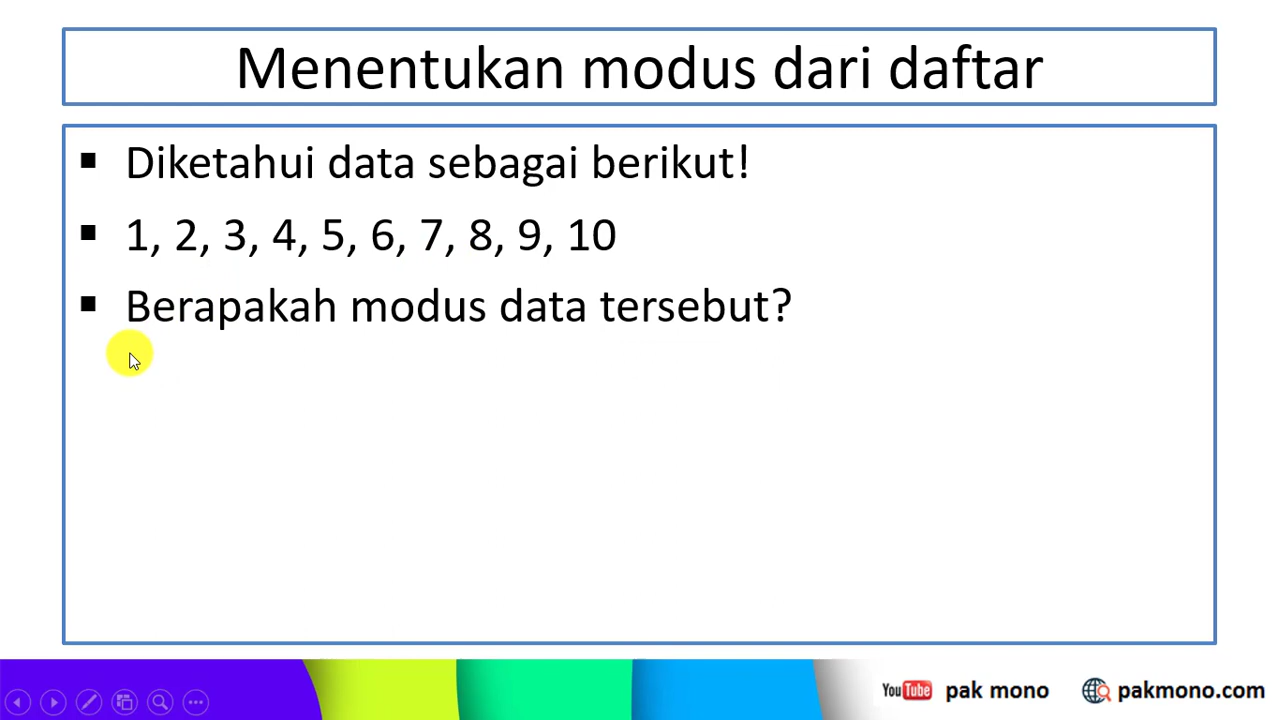 Menentukan modus dari daftar
Diketahui data sebagai berikut!
1, 2, 3, 4, 5, 6, 7, 8, 9, 10
Berapakah modus data tersebut?
YouTube pak mono
pakmono.com